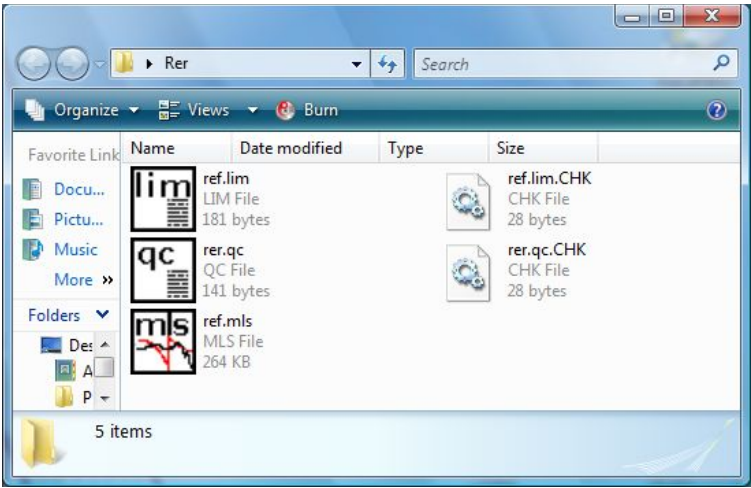 Rer
Search
Organize Views Burn
Favorite Link
Docu...
Pictu...
Music
More »
Folders
Des
A
P
Name Date modified Type Size
lim
ref.lim
LIM File
181 bytes
ref.lim.CHK
CHK File
28 bytes
qc
rer.qc
QC File
141 bytes
rer.qc.CHK
CHK File
28 bytes
mls
ref.mls
MLS File
264 KB
5 items